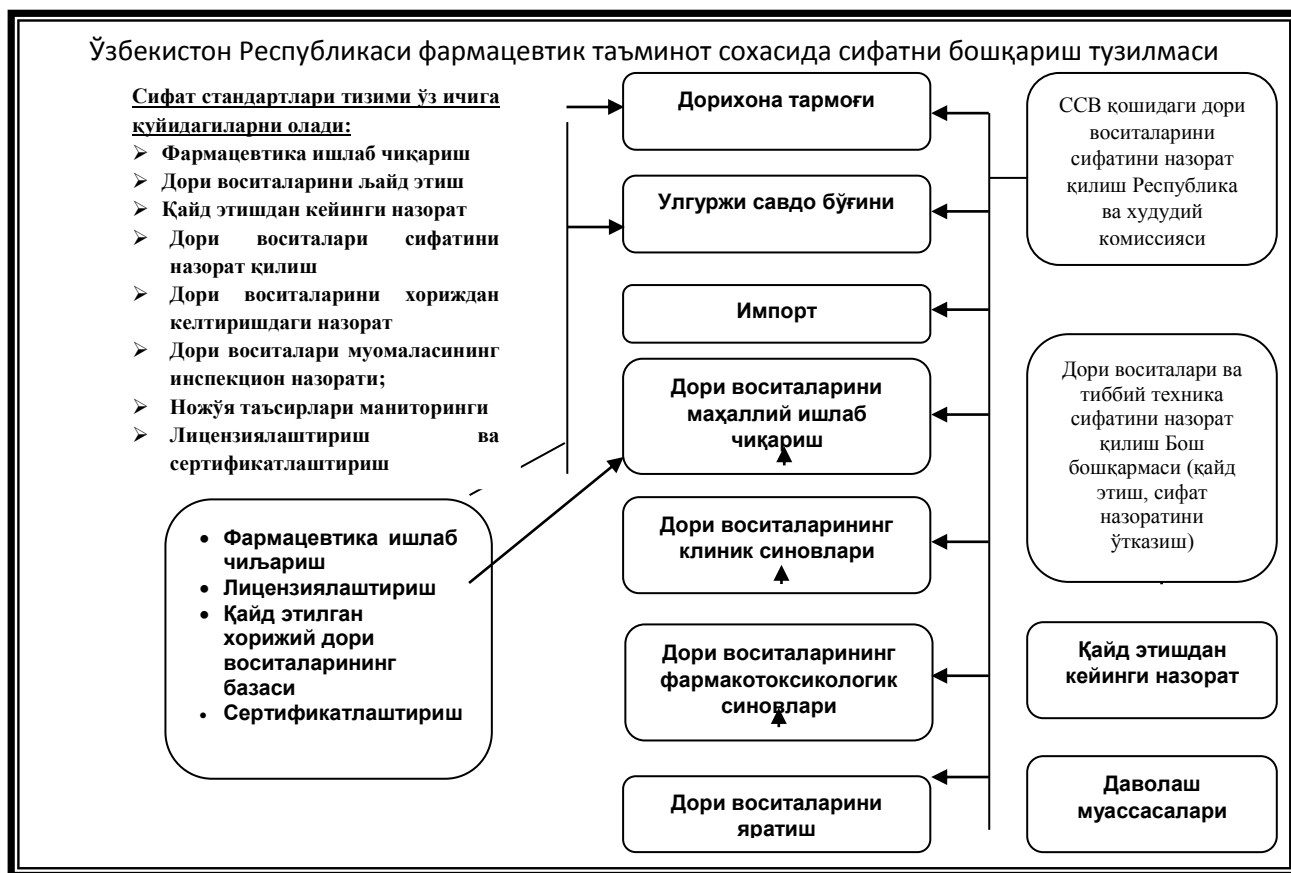 Ўзбекистон Республикаси фармацевтик таъминот сохасида сифатни бошқариш тузилмаси
Сифат стандартлари тизими ўз ичига
қуйидагиларни олади:
➢ Фармацевтика ишлаб чиқариш
➢ Дори воситаларини љайд этиш
➢ Қайд этишдан кейинги назорат
➢ Дори воситалари сифатини
назорат қилиш
➢ Дори воситаларини хориждан
келтиришдаги назорат
➢ Дори воситалари муомаласининг
инспекцион назорати;
➢ Ножўя таъсирлари маниторинги
➢ Лицензиялаштириш ва
сертификатлаштириш
• Фармацевтика ишлаб
чиљариш
• Лицензиялаштириш
• Қайд этилган
хорижий дори
воситаларининг
базаси
• Сертификатлаштириш
Дорихона тармоғи
Улгуржи савдо бўғини
Импорт
Дори воситаларини
маҳаллий ишлаб
чиқариш
Дори воситаларининг
клиник синовлари
Дори воситаларининг
фармакотоксикологик
синовлари
Дори воситаларини
яратиш
ССВ қошидаги дори
воситаларини
сифатини назорат
қилиш Республика
ва худудий
комиссияси
Дори воситалари ва
тиббий техника
сифатини назорат
қилиш Бош
бошқармаси (қайд
этиш, сифат
назоратини
ўтказиш)
Қайд этишдан
кейинги назорат
Даволаш
муассасалари